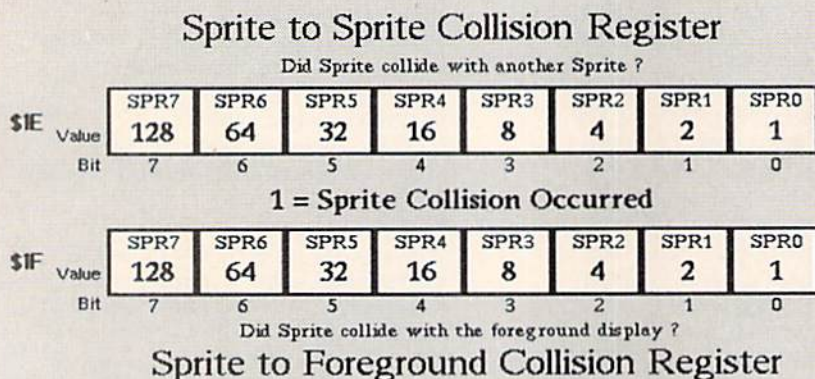 Sprite to Sprite Collision Register
Did Sprite collide with another Sprite ?
SPR7 SPR6 SPR5 SPR4 SPR3 SPR2 SPR1 SPR0
$1E Value 128 64 32 16 8 4 2 1
Bit 7 6 5 4 3 2 1 0
1 = Sprite Collision Occurred
SPR7 SPR6 SPR5 SPR4 SPR3 SPR2 SPR1 SPR0
$1F Value 128 64 32 16 8 4 2 1
Bit 7 6 5 4 3 2 1 0
Did Sprite collide with the foreground display ?
Sprite to Foreground Collision Register